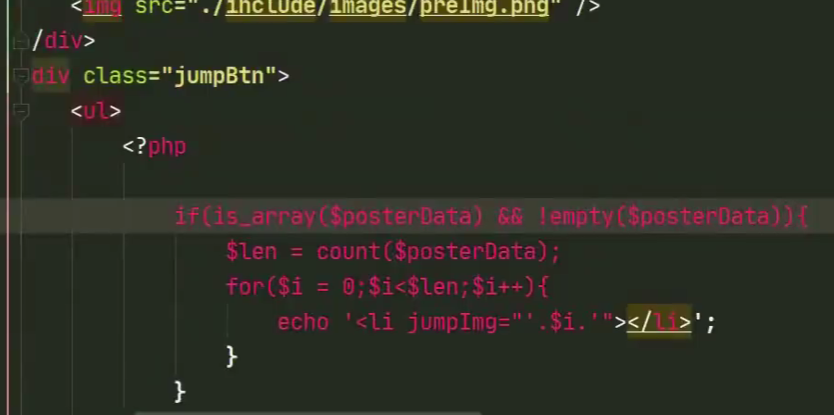 <img src="./include/images/preImg.png" />
/div>
div class="jumpBtn">
<ul>
<?php
if(is_array($posterData) && !empty($posterData)){
$len = count($posterData);
for($i = 0;$i<$len;$i++){
echo '<li jumpImg="'.$i.'"></li>';
}
}